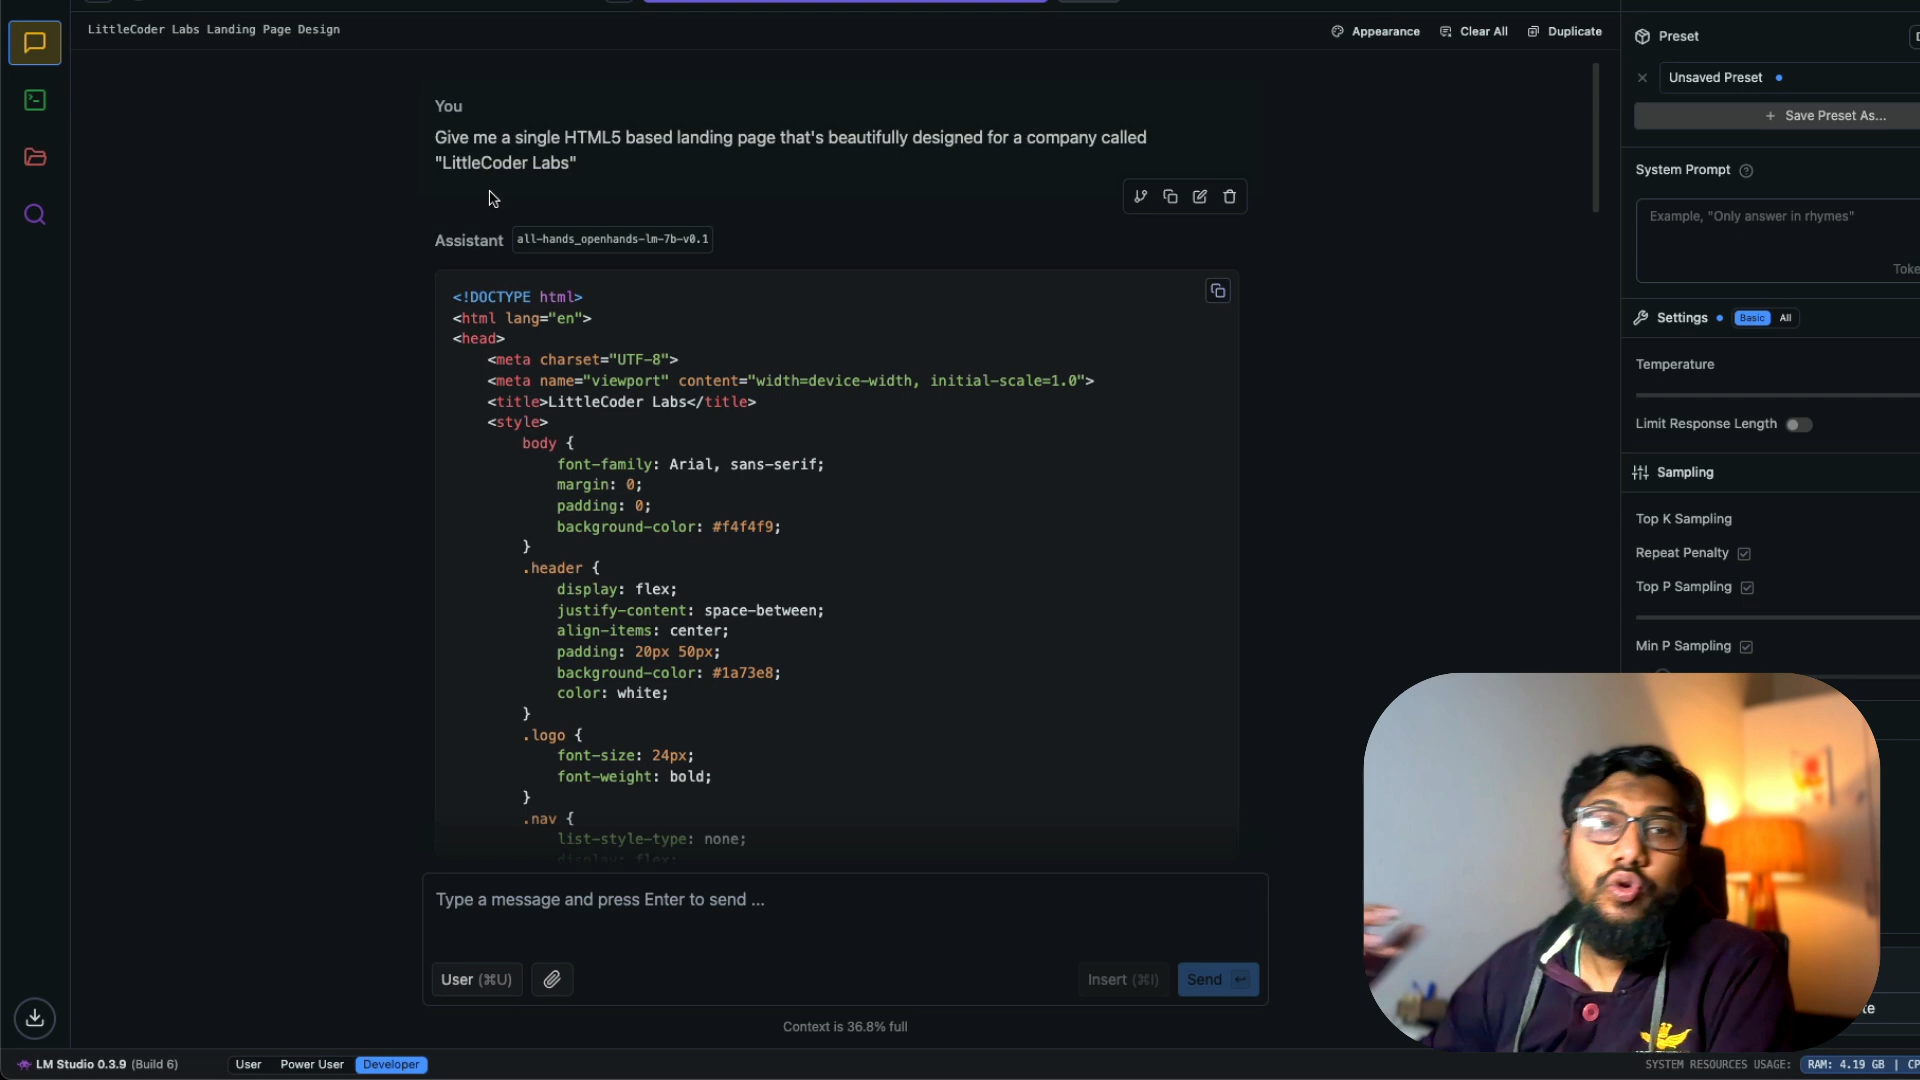 LittleCoder Labs Landing Page Design
Appearance
Clear All
Duplicate
You
Give me a single HTML5 based landing page that's beautifully designed for a company called
"LittleCoder Labs"
Assistant all-hands_openhands-lm-7b-v0.1
<!DOCTYPE html>
<html lang="en">
<head>
<meta charset="UTF-8">
<meta name="viewport" content="width=device-width, initial-scale=1.0">
<title>LittleCoder Labs</title>
<style>
body {
font-family: Arial, sans-serif;
margin: 0;
padding: 0;
background-color: #f4f4f9;
}
.header {
display: flex;
justify-content: space-between;
align-items: center;
padding: 20px 50px;
background-color: #1a73e8;
color: white;
}
.logo {
font-size: 24px;
font-weight: bold;
}
.nav {
list-style-type: none;
display: flex;
Type a message and press Enter to send ...
User (⌘U)
Insert (⌘I)
Send
Context is 36.8% full
Preset
Unsaved Preset
+ Save Preset As...
System Prompt
Example, "Only answer in rhymes"
Toke
Settings Basic All
Temperature
Limit Response Length
Sampling
Top K Sampling
Repeat Penalty
Top P Sampling
Min P Sampling
LM Studio 0.3.9 (Build 6)
User Power User Developer
SYSTEM RESOURCES USAGE: RAM: 4.19 GB | CP